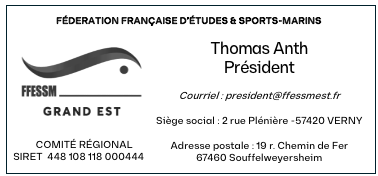 FÉDERATION FRANÇAISE D'ÉTUDES & SPORTS-MARINS
Thomas Anth
Président
FFESSM
GRAND EST
Courriel : president@ffessmest.fr
Siège social : 2 rue Plénière -57420 VERNY
COMITÉ RÉGIONAL
SIRET 448 108 118 000444
Adresse postale : 19 r. Chemin de Fer
67460 Souffelweyersheim